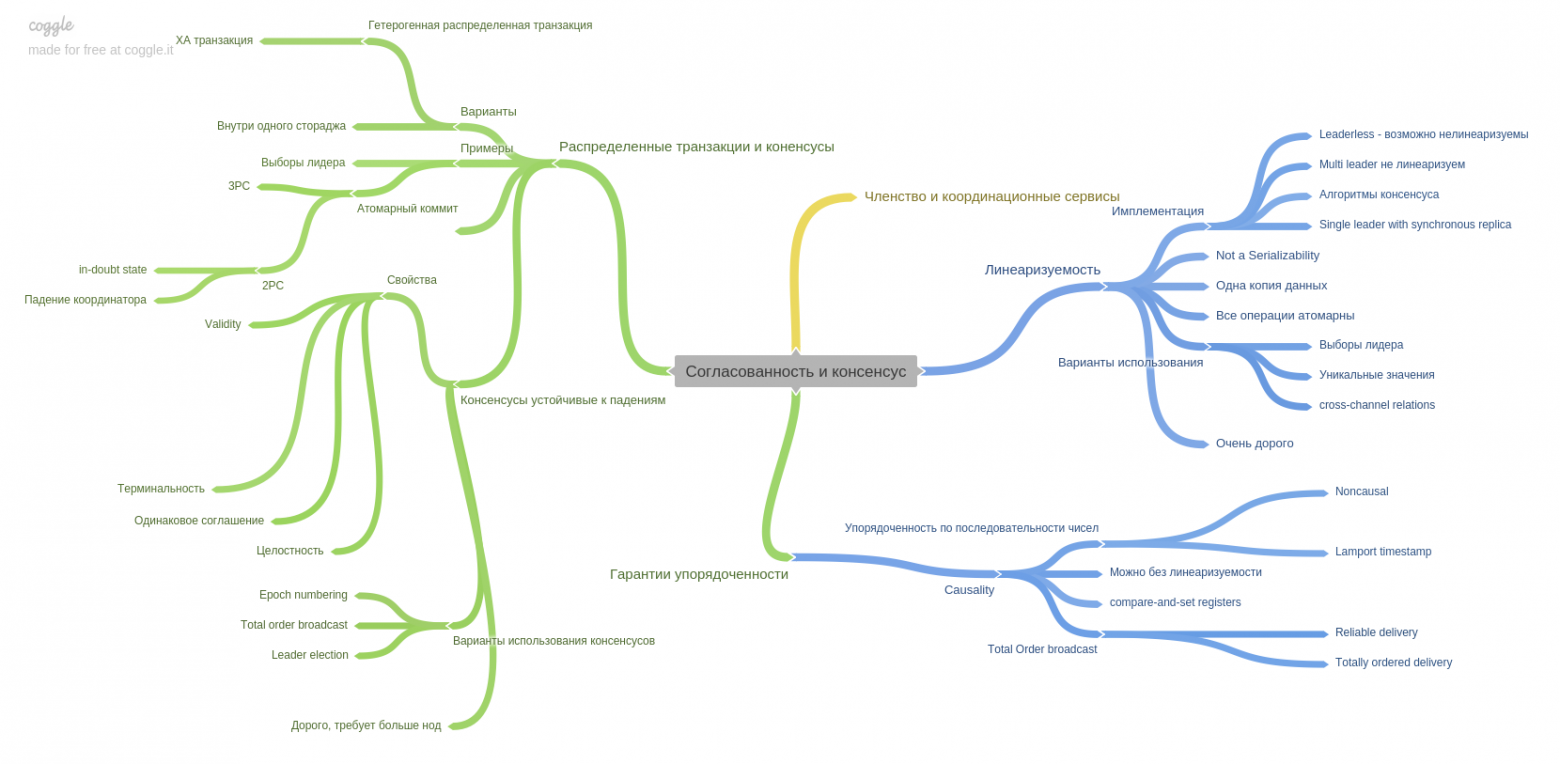 coggle
made for free at coggle.it
Гетерогенная распределенная транзакция
XA транзакция
Варианты
Внутри одного стораджа
Примеры
Распределенные транзакции и коненсусы
Выборы лидера
3PC
Атомарный коммит
in-doubt state
2PC
Падение координатора
Свойства
Validity
Консенсусы устойчивые к падениям
Терминальность
Одинаковое соглашение
Целостность
Epoch numbering
Total order broadcast
Варианты использования консенсусов
Leader election
Дорого, требует больше нод
Членство и координационные сервисы
Согласованность и консенсус
Leaderless - возможно нелинеаризуемы
Multi leader не линеаризуем
Алгоритмы консенсуса
Имплементация
Single leader with synchronous replica
Not a Serializability
Линеаризуемость
Одна копия данных
Все операции атомарны
Выборы лидера
Варианты использования
Уникальные значения
cross-channel relations
Очень дорого
Noncausal
Упорядоченность по последовательности чисел
Lamport timestamp
Гарантии упорядоченности
Можно без линеаризуемости
Causality
compare-and-set registers
Reliable delivery
Total Order broadcast
Totally ordered delivery